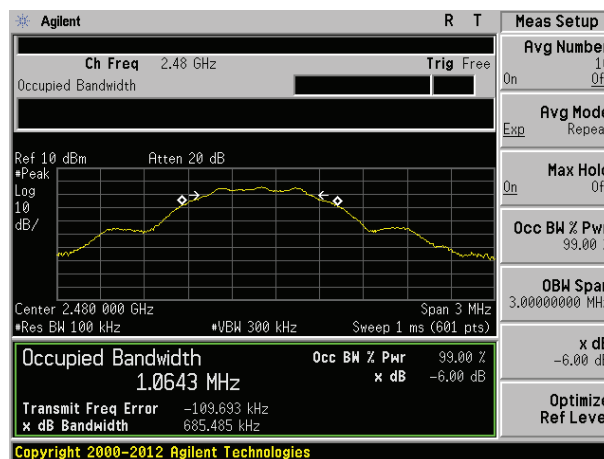 Agilent R T Meas Setup
Avg Number
10
On Off
Ch Freq 2.48 GHz Trig Free
Occupied Bandwidth
Avg Mode
Exp Repeat
Ref 10 dBm Atten 20 dB
#Peak
Log
10
dB/
Max Hold
On Off
Occ BW % Pwr
99.00 %
OBW Span
3.00000000 MHz
Center 2.480 000 GHz Span 3 MHz
#Res BW 100 kHz #VBW 300 kHz Sweep 1 ms (601 pts)
x dB
-6.00 dB
Occupied Bandwidth
1.0643 MHz
Occ BW % Pwr 99.00 %
x dB -6.00 dB
Transmit Freq Error -109.693 kHz
x dB Bandwidth 685.485 kHz
Optimize
Ref Level
Copyright 2000-2012 Agilent Technologies